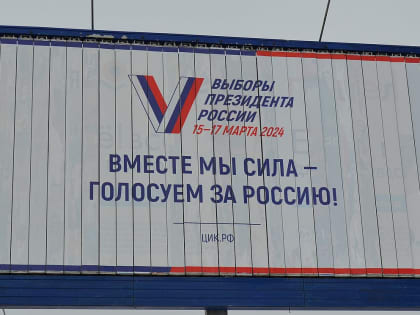 ВЫБОРЫ
ПРЕЗИДЕНТА
РОССИИ
15–17 МАРТА 2024
ВМЕСТЕ МЫ СИЛА –
ГОЛОСУЕМ ЗА РОССИЮ!
ЦИК.РФ